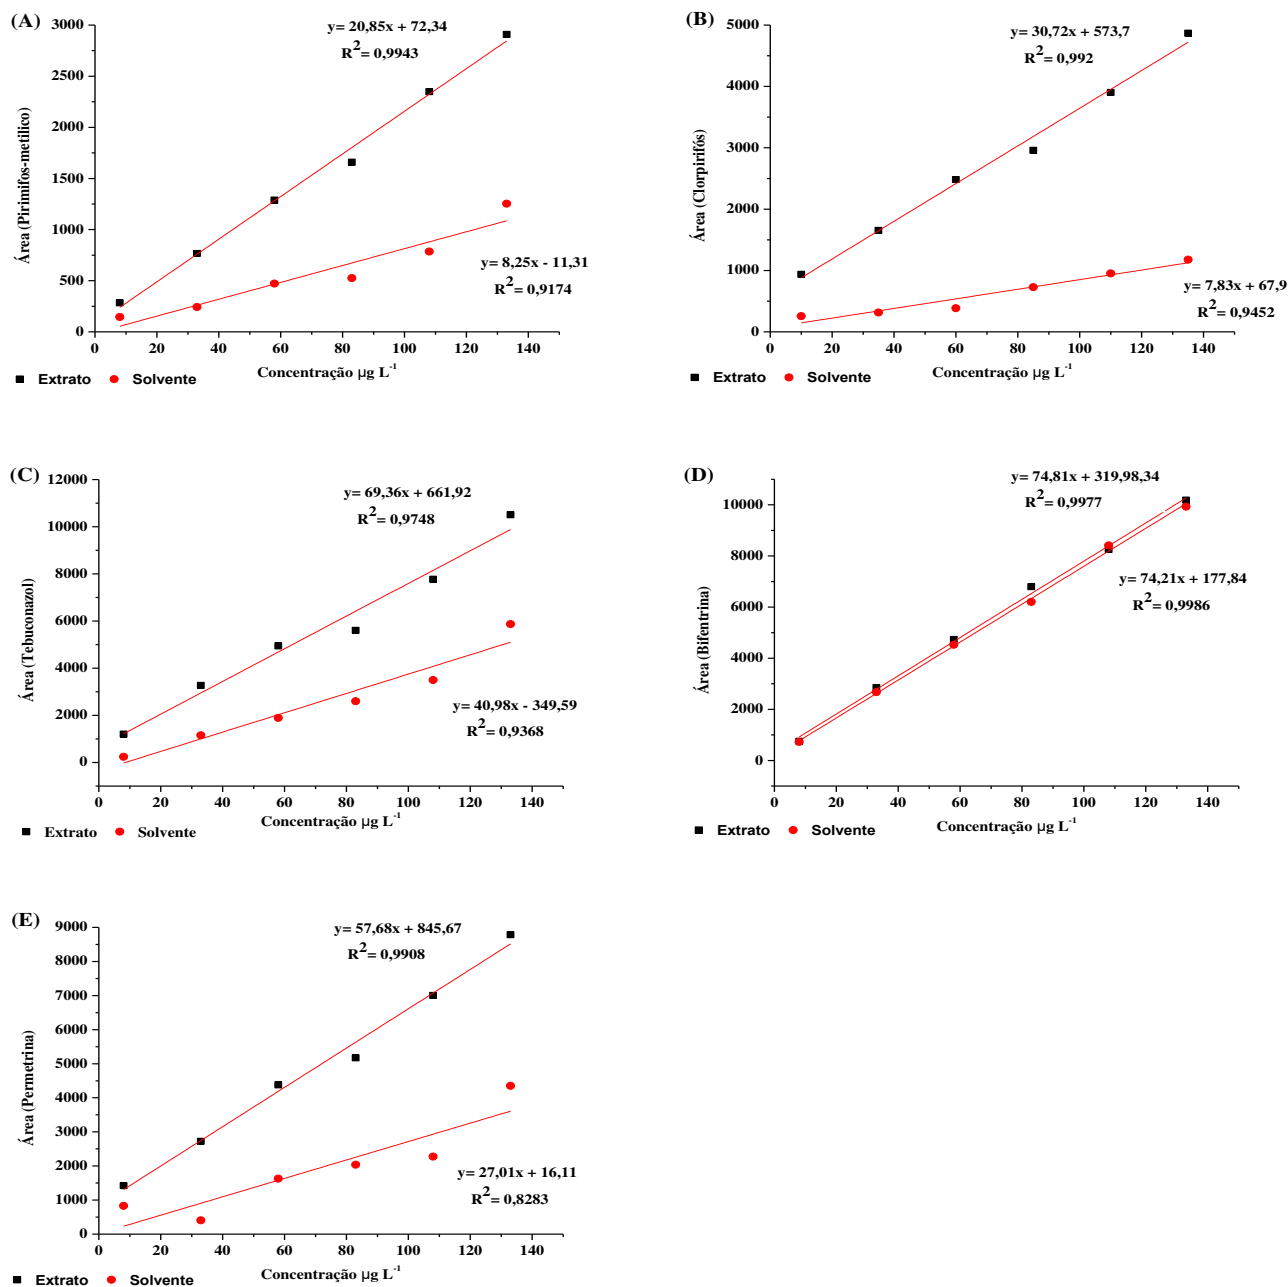 (A)
y= 20,85x + 72,34
R2= 0,9943
3000
2500
2000
1500
1000
500
0
Área (Pirimifos-metílico)
y= 8,25x - 11,31
R2= 0,9174
0 20 40 60 80 100 120 140
Concentração µg L-1
Extrato Solvente
(B)
y= 30,72x + 573,7
R2= 0,992
5000
4000
3000
2000
1000
0
Área (Clorpirifós)
y= 7,83x + 67,9
R2= 0,9452
0 20 40 60 80 100 120 140
Concentração µg L-1
Extrato Solvente
(C)
y= 69,36x + 661,92
R2= 0,9748
12000
10000
8000
6000
4000
2000
0
Área (Tebuconazol)
y= 40,98x - 349,59
R2= 0,9368
0 20 40 60 80 100 120 140
Concentração µg L-1
Extrato Solvente
(D)
y= 74,81x + 319,98,34
R2= 0,9977
10000
8000
6000
4000
2000
0
Área (Bifentrina)
y= 74,21x + 177,84
R2= 0,9986
0 20 40 60 80 100 120 140
Concentração µg L-1
Extrato Solvente
(E)
y= 57,68x + 845,67
R2= 0,9908
9000
8000
7000
6000
5000
4000
3000
2000
1000
0
Área (Permetrina)
y= 27,01x + 16,11
R2= 0,8283
0 20 40 60 80 100 120 140
Concentração µg L-1
Extrato Solvente